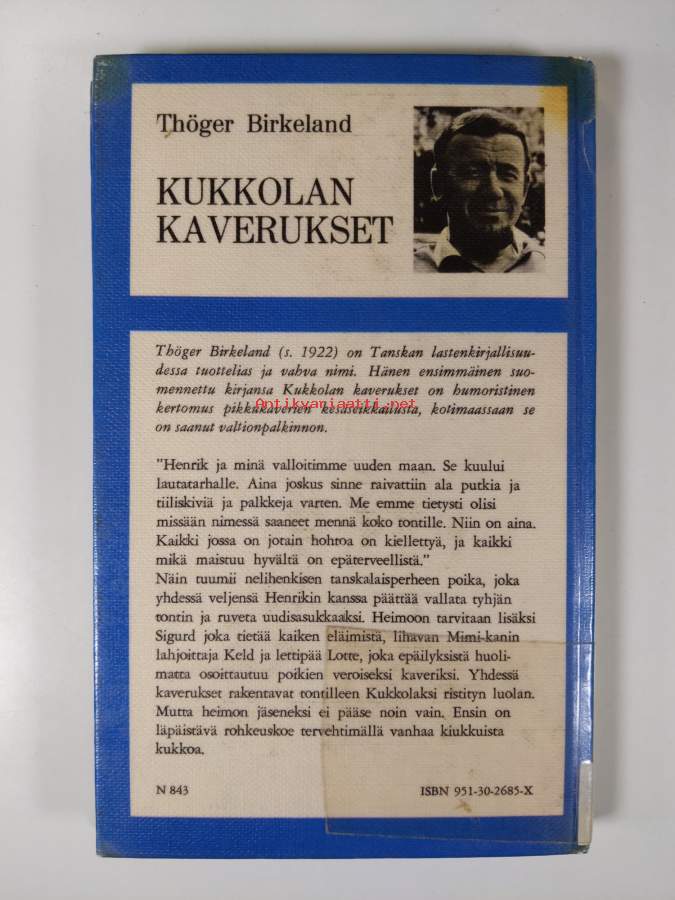 Thöger Birkeland
KUKKOLAN
KAVERUKSET
Thöger Birkeland (s. 1922) on Tanskan lastenkirjallisuu-
dessa tuottelias ja vahva nimi. Hänen ensimmäinen suo-
mennettu kirjansa Kukkolan kaverukset on humoristinen
kertomus pikkukaverien kesäseikkailusta, kotimaassaan se
Antikvariaatti.net
on saanut valtionpalkinnon.
"Henrik ja minä valloitimme uuden maan. Se kuului
lautatarhalle. Aina joskus sinne raivattiin ala putkia ja
tiiliskiviä ja palkkeja varten. Me emme tietysti olisi
missään nimessä saaneet mennä koko tontille. Niin on aina.
Kaikki jossa on jotain hohtoa on kiellettyä, ja kaikki
mikä maistuu hyvältä on epäterveellistä."
Näin tuumii nelihenkisen tanskalaisperheen poika, joka
yhdessä veljensä Henrikin kanssa päättää vallata tyhjän
tontin ja ruveta uudisasukkaaksi. Heimoon tarvitaan lisäksi
Sigurd joka tietää kaiken eläimistä, lihavan Mimi-kanin
lahjoittaja Keld ja lettipää Lotte, joka epäilyksistä huoli-
matta osoittautuu poikien veroiseksi kaveriksi. Yhdessä
kaverukset rakentavat tontilleen Kukkolaksi ristityn luolan.
Mutta heimon jäseneksi ei pääse noin vain. Ensin on
läpäistävä rohkeuskoe tervehtimällä vanhaa kiukkuista
kukkoa.
N 843
ISBN 951-30-2685-X